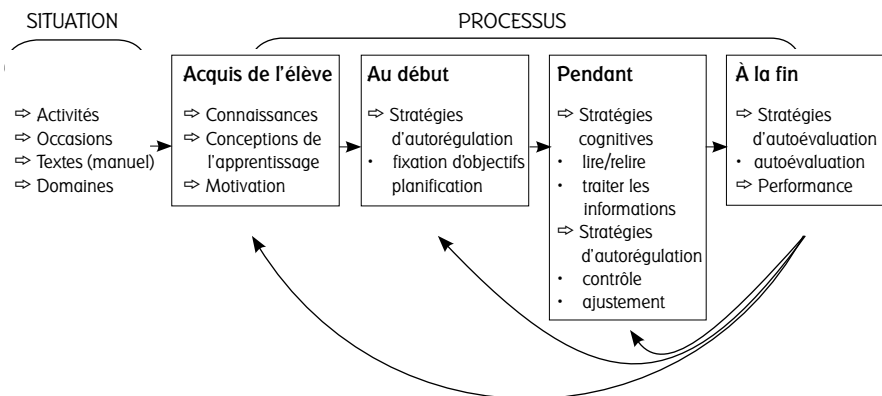 SITUATION
PROCESSUS
⇨ Activités
⇨ Occasions
⇨ Textes (manuel)
⇨ Domaines
Acquis de l'élève
⇨ Connaissances
⇨ Conceptions de
l'apprentissage
⇨ Motivation
Au début
⇨ Stratégies
d'autorégulation
• fixation d'objectifs
planification
Pendant
⇨ Stratégies
cognitives
• lire/relire
• traiter les
informations
⇨ Stratégies
d'autorégulation
• contrôle
• ajustement
À la fin
⇨ Stratégies
d'autoévaluation
• autoévaluation
⇨ Performance